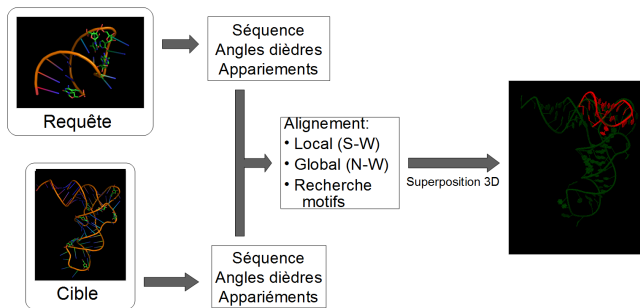 Requête
Séquence
Angles dièdres
Appariements
Alignement:
• Local (S-W)
• Global (N-W)
• Recherche
motifs
Superposition 3D
Cible
Séquence
Angles dièdres
Appariéments